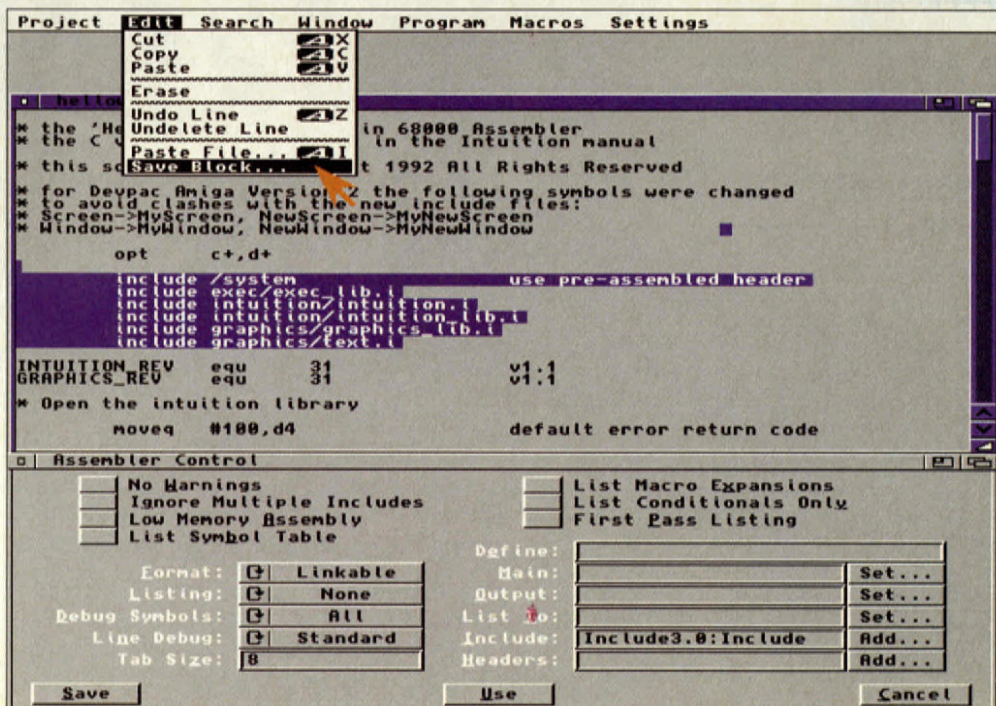 Project Edit Search Window Program Macros Settings
Cut X
Copy C
Paste V
Erase
Undo Line Z
Undelete Line
Paste File... I
Save Block...
* the 'He in 68000 Assembler
* the C v in the Intuition manual
* this so t 1992 All Rights Reserved
* for Devpac Amiga Version 2 the following symbols were changed
* to avoid clashes with the new include files:
* Screen->MyScreen, NewScreen->MyNewScreen
* Window->MyWindow, NewWindow->MyNewWindow
opt c+,d+
include /system use pre-assembled header
include exec/exec_lib.i
include intuition/intuition.i
include intuition/intuition_lib.i
include graphics/graphics_lib.i
include graphics/text.i
INTUITION_REV equ 31 v1.1
GRAPHICS_REV equ 31 v1.1
* Open the intuition library
moveq #100,d4 default error return code
Assembler Control
No Warnings List Macro Expansions
Ignore Multiple Includes List Conditionals Only
Low Memory Assembly First Pass Listing
List Symbol Table
Define:
Format: Linkable Main: Set...
Listing: None Output: Set...
Debug Symbols: All List To: Set...
Line Debug: Standard Include: Include3.0:Include Add...
Tab Size: 8 Headers: Add...
Save Use Cancel